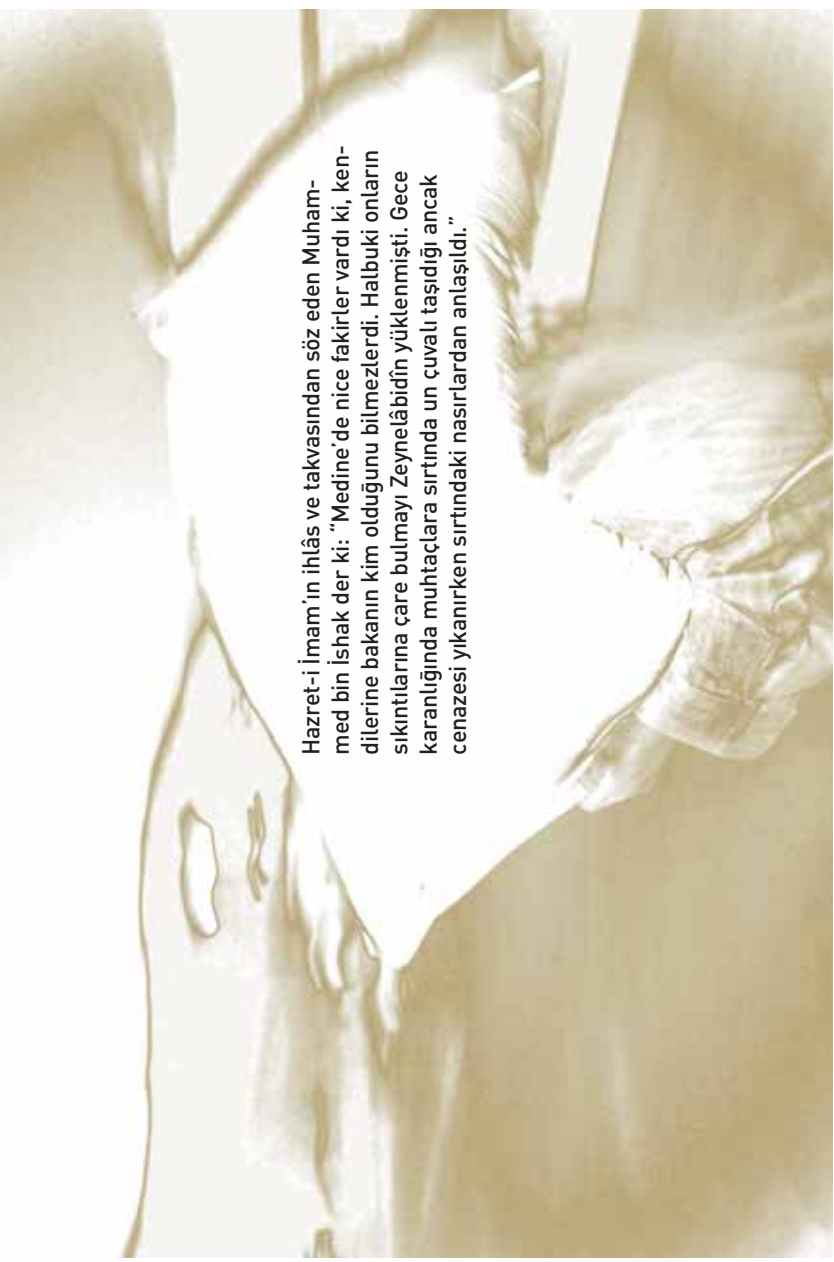 Hazret-i İmam’ın ihlâs ve takvasından söz eden Muham-
med bin İshak der ki: “Medine’de nice fakirler vardı ki, ken-
dilerine bakanın kim olduğunu bilmezlerdi. Halbuki onların
sıkıntılarına çare bulmayı Zeynelâbidîn yüklenmişti. Gece
karanlığında muhtaçlara sırtında un çuvalı taşıdığı ancak
cenazesi yıkanırken sırtındaki nasırlardan anlaşıldı.”